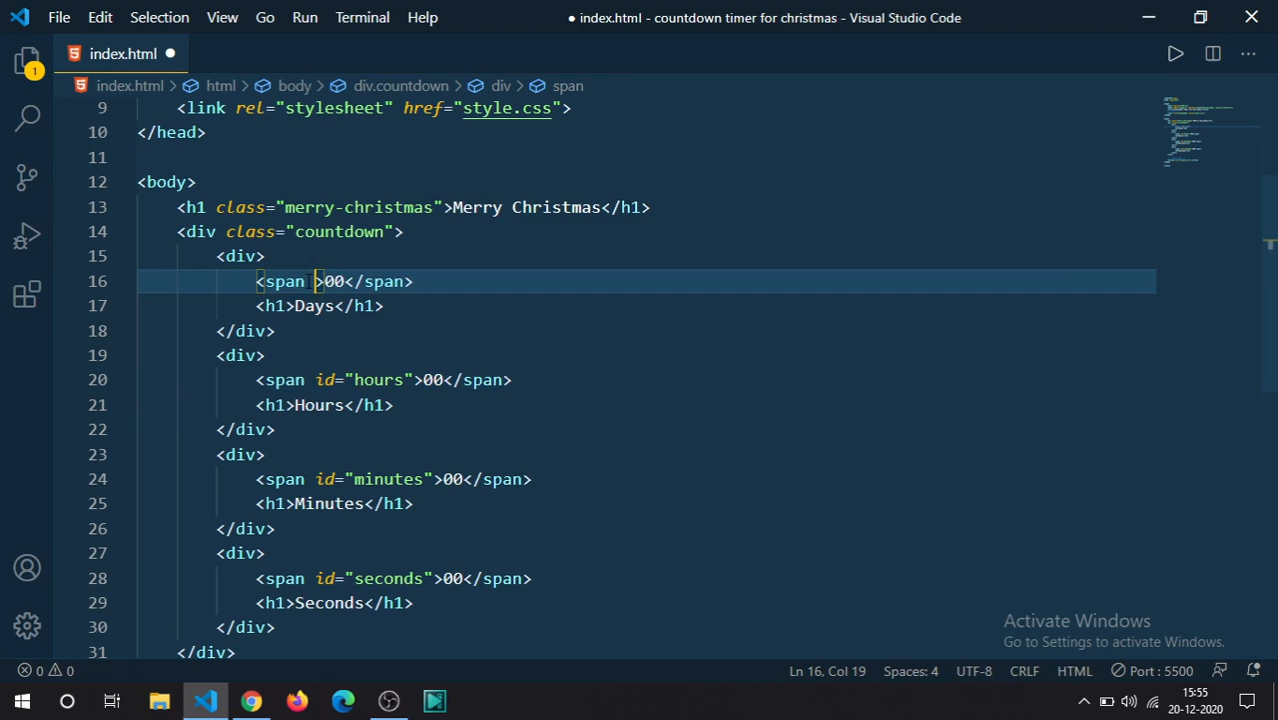 File Edit Selection View Go Run Terminal Help
● index.html - countdown timer for christmas - Visual Studio Code
index.html ●
index.html > html > body > div.countdown > div > span
1
9 <link rel="stylesheet" href="style.css">
10 </head>
11
12 <body>
13 <h1 class="merry-christmas">Merry Christmas</h1>
14 <div class="countdown">
15 <div>
16 <span >00</span>
17 <h1>Days</h1>
18 </div>
19 <div>
20 <span id="hours">00</span>
21 <h1>Hours</h1>
22 </div>
23 <div>
24 <span id="minutes">00</span>
25 <h1>Minutes</h1>
26 </div>
27 <div>
28 <span id="seconds">00</span>
29 <h1>Seconds</h1>
30 </div>
31 </div>
Activate Windows
Go to Settings to activate Windows.
0 0
Ln 16, Col 19 Spaces: 4 UTF-8 CRLF HTML Port : 5500
15:55
20-12-2020